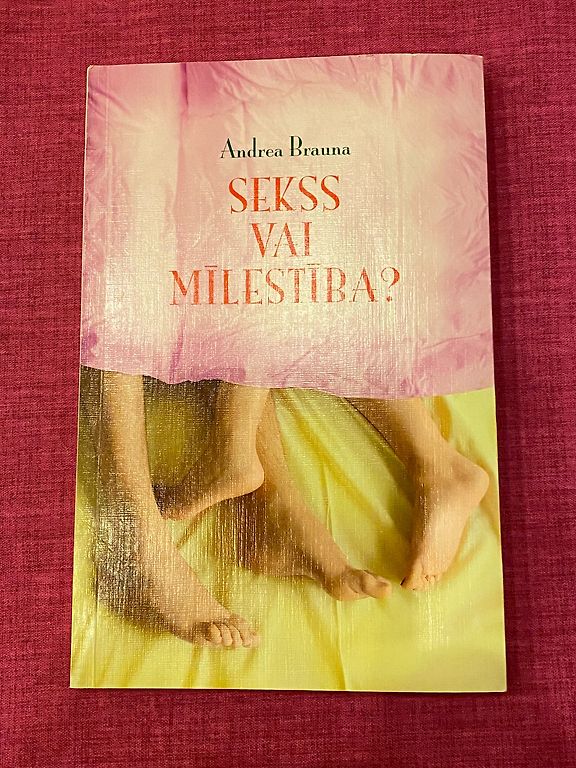 Andrea Brauna
SEKSS
VAI
MĪLESTĪBA?